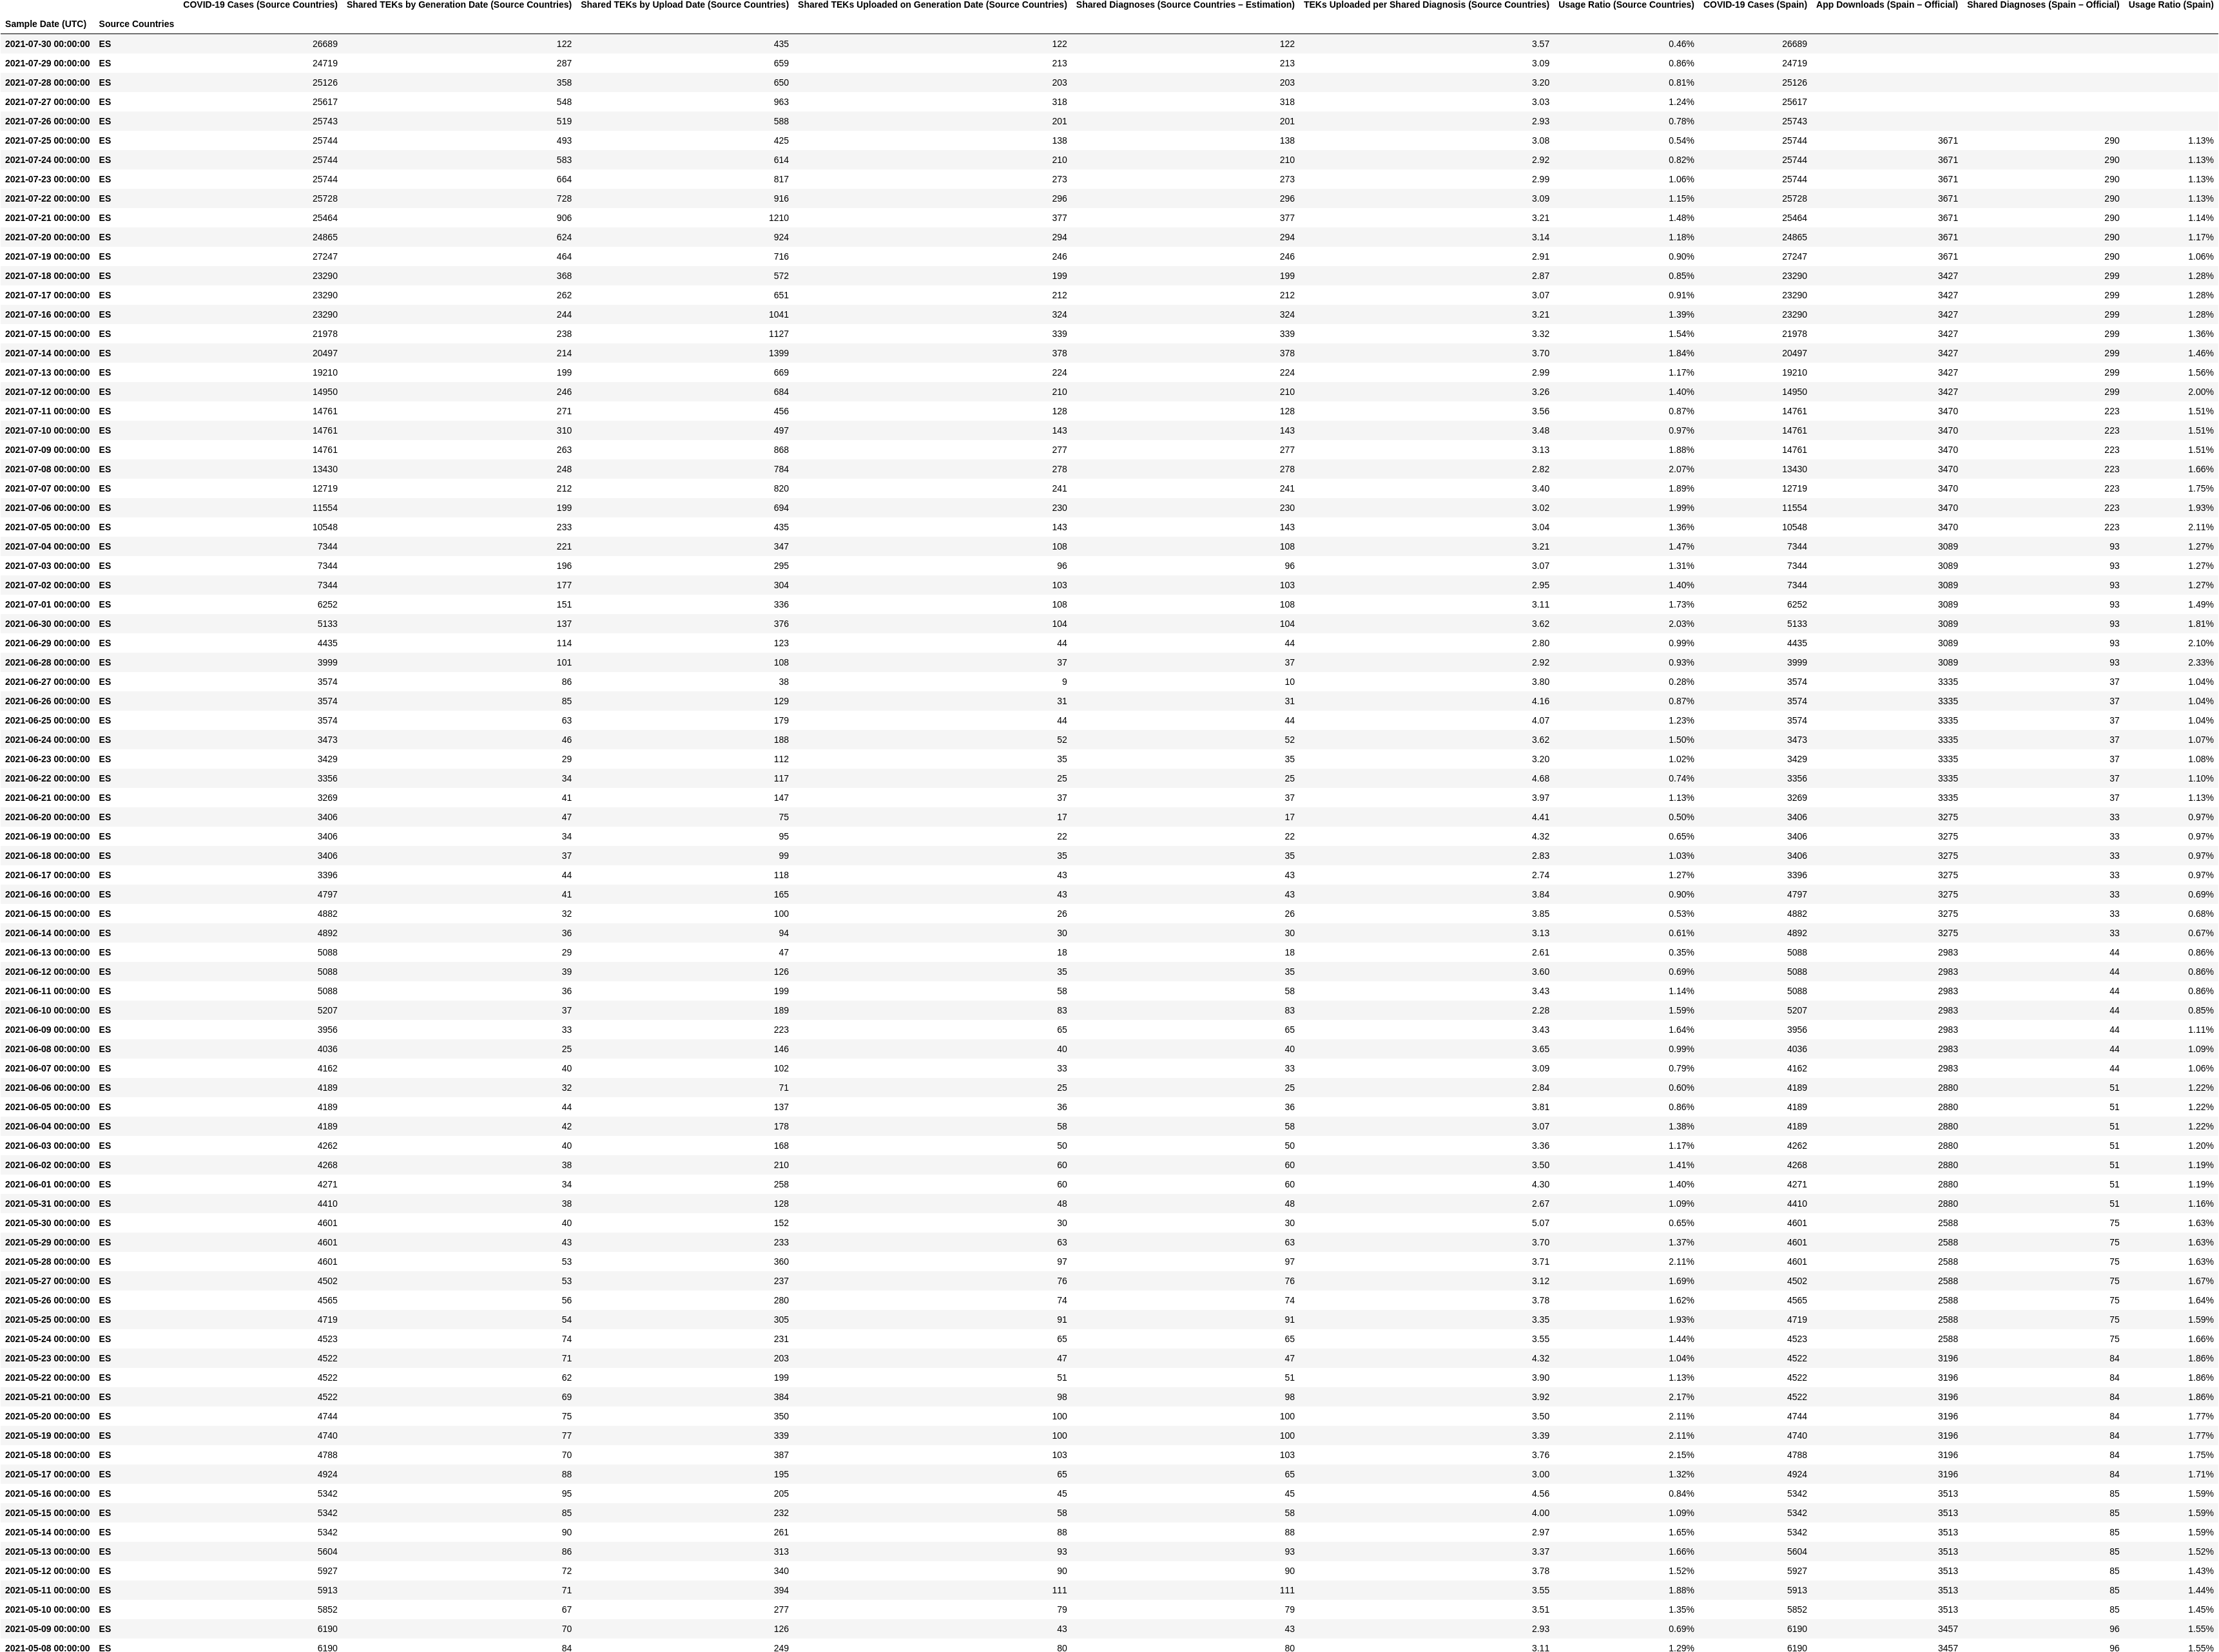 COVID-19 Cases (Source Countries) Shared TEKs by Generation Date (Source Countries) Shared TEKs by Upload Date (Source Countries) Shared TEKs Uploaded on Generation Date (Source Countries) Shared Diagnoses (Source Countries – Estimation) TEKs Uploaded per Shared Diagnosis (Source Countries) Usage Ratio (Source Countries) COVID-19 Cases (Spain) App Downloads (Spain – Official) Shared Diagnoses (Spain – Official) Usage Ratio (Spain)
Sample Date (UTC) Source Countries
2021-07-30 00:00:00 ES 26689 122 435 122 122 3.57 0.46% 26689
2021-07-29 00:00:00 ES 24719 287 659 213 213 3.09 0.86% 24719
2021-07-28 00:00:00 ES 25126 358 650 203 203 3.20 0.81% 25126
2021-07-27 00:00:00 ES 25617 548 963 318 318 3.03 1.24% 25617
2021-07-26 00:00:00 ES 25743 519 588 201 201 2.93 0.78% 25743
2021-07-25 00:00:00 ES 25744 493 425 138 138 3.08 0.54% 25744 3671 290 1.13%
2021-07-24 00:00:00 ES 25744 583 614 210 210 2.92 0.82% 25744 3671 290 1.13%
2021-07-23 00:00:00 ES 25744 664 817 273 273 2.99 1.06% 25744 3671 290 1.13%
2021-07-22 00:00:00 ES 25728 728 916 296 296 3.09 1.15% 25728 3671 290 1.13%
2021-07-21 00:00:00 ES 25464 906 1210 377 377 3.21 1.48% 25464 3671 290 1.14%
2021-07-20 00:00:00 ES 24865 624 924 294 294 3.14 1.18% 24865 3671 290 1.17%
2021-07-19 00:00:00 ES 27247 464 716 246 246 2.91 0.90% 27247 3671 290 1.06%
2021-07-18 00:00:00 ES 23290 368 572 199 199 2.87 0.85% 23290 3427 299 1.28%
2021-07-17 00:00:00 ES 23290 262 651 212 212 3.07 0.91% 23290 3427 299 1.28%
2021-07-16 00:00:00 ES 23290 244 1041 324 324 3.21 1.39% 23290 3427 299 1.28%
2021-07-15 00:00:00 ES 21978 238 1127 339 339 3.32 1.54% 21978 3427 299 1.36%
2021-07-14 00:00:00 ES 20497 214 1399 378 378 3.70 1.84% 20497 3427 299 1.46%
2021-07-13 00:00:00 ES 19210 199 669 224 224 2.99 1.17% 19210 3427 299 1.56%
2021-07-12 00:00:00 ES 14950 246 684 210 210 3.26 1.40% 14950 3427 299 2.00%
2021-07-11 00:00:00 ES 14761 271 456 128 128 3.56 0.87% 14761 3470 223 1.51%
2021-07-10 00:00:00 ES 14761 310 497 143 143 3.48 0.97% 14761 3470 223 1.51%
2021-07-09 00:00:00 ES 14761 263 868 277 277 3.13 1.88% 14761 3470 223 1.51%
2021-07-08 00:00:00 ES 13430 248 784 278 278 2.82 2.07% 13430 3470 223 1.66%
2021-07-07 00:00:00 ES 12719 212 820 241 241 3.40 1.89% 12719 3470 223 1.75%
2021-07-06 00:00:00 ES 11554 199 694 230 230 3.02 1.99% 11554 3470 223 1.93%
2021-07-05 00:00:00 ES 10548 233 435 143 143 3.04 1.36% 10548 3470 223 2.11%
2021-07-04 00:00:00 ES 7344 221 347 108 108 3.21 1.47% 7344 3089 93 1.27%
2021-07-03 00:00:00 ES 7344 196 295 96 96 3.07 1.31% 7344 3089 93 1.27%
2021-07-02 00:00:00 ES 7344 177 304 103 103 2.95 1.40% 7344 3089 93 1.27%
2021-07-01 00:00:00 ES 6252 151 336 108 108 3.11 1.73% 6252 3089 93 1.49%
2021-06-30 00:00:00 ES 5133 137 376 104 104 3.62 2.03% 5133 3089 93 1.81%
2021-06-29 00:00:00 ES 4435 114 123 44 44 2.80 0.99% 4435 3089 93 2.10%
2021-06-28 00:00:00 ES 3999 101 108 37 37 2.92 0.93% 3999 3089 93 2.33%
2021-06-27 00:00:00 ES 3574 86 38 9 10 3.80 0.28% 3574 3335 37 1.04%
2021-06-26 00:00:00 ES 3574 85 129 31 31 4.16 0.87% 3574 3335 37 1.04%
2021-06-25 00:00:00 ES 3574 63 179 44 44 4.07 1.23% 3574 3335 37 1.04%
2021-06-24 00:00:00 ES 3473 46 188 52 52 3.62 1.50% 3473 3335 37 1.07%
2021-06-23 00:00:00 ES 3429 29 112 35 35 3.20 1.02% 3429 3335 37 1.08%
2021-06-22 00:00:00 ES 3356 34 117 25 25 4.68 0.74% 3356 3335 37 1.10%
2021-06-21 00:00:00 ES 3269 41 147 37 37 3.97 1.13% 3269 3335 37 1.13%
2021-06-20 00:00:00 ES 3406 47 75 17 17 4.41 0.50% 3406 3275 33 0.97%
2021-06-19 00:00:00 ES 3406 34 95 22 22 4.32 0.65% 3406 3275 33 0.97%
2021-06-18 00:00:00 ES 3406 37 99 35 35 2.83 1.03% 3406 3275 33 0.97%
2021-06-17 00:00:00 ES 3396 44 118 43 43 2.74 1.27% 3396 3275 33 0.97%
2021-06-16 00:00:00 ES 4797 41 165 43 43 3.84 0.90% 4797 3275 33 0.69%
2021-06-15 00:00:00 ES 4882 32 100 26 26 3.85 0.53% 4882 3275 33 0.68%
2021-06-14 00:00:00 ES 4892 36 94 30 30 3.13 0.61% 4892 3275 33 0.67%
2021-06-13 00:00:00 ES 5088 29 47 18 18 2.61 0.35% 5088 2983 44 0.86%
2021-06-12 00:00:00 ES 5088 39 126 35 35 3.60 0.69% 5088 2983 44 0.86%
2021-06-11 00:00:00 ES 5088 36 199 58 58 3.43 1.14% 5088 2983 44 0.86%
2021-06-10 00:00:00 ES 5207 37 189 83 83 2.28 1.59% 5207 2983 44 0.85%
2021-06-09 00:00:00 ES 3956 33 223 65 65 3.43 1.64% 3956 2983 44 1.11%
2021-06-08 00:00:00 ES 4036 25 146 40 40 3.65 0.99% 4036 2983 44 1.09%
2021-06-07 00:00:00 ES 4162 40 102 33 33 3.09 0.79% 4162 2983 44 1.06%
2021-06-06 00:00:00 ES 4189 32 71 25 25 2.84 0.60% 4189 2880 51 1.22%
2021-06-05 00:00:00 ES 4189 44 137 36 36 3.81 0.86% 4189 2880 51 1.22%
2021-06-04 00:00:00 ES 4189 42 178 58 58 3.07 1.38% 4189 2880 51 1.22%
2021-06-03 00:00:00 ES 4262 40 168 50 50 3.36 1.17% 4262 2880 51 1.20%
2021-06-02 00:00:00 ES 4268 38 210 60 60 3.50 1.41% 4268 2880 51 1.19%
2021-06-01 00:00:00 ES 4271 34 258 60 60 4.30 1.40% 4271 2880 51 1.19%
2021-05-31 00:00:00 ES 4410 38 128 48 48 2.67 1.09% 4410 2880 51 1.16%
2021-05-30 00:00:00 ES 4601 40 152 30 30 5.07 0.65% 4601 2588 75 1.63%
2021-05-29 00:00:00 ES 4601 43 233 63 63 3.70 1.37% 4601 2588 75 1.63%
2021-05-28 00:00:00 ES 4601 53 360 97 97 3.71 2.11% 4601 2588 75 1.63%
2021-05-27 00:00:00 ES 4502 53 237 76 76 3.12 1.69% 4502 2588 75 1.67%
2021-05-26 00:00:00 ES 4565 56 280 74 74 3.78 1.62% 4565 2588 75 1.64%
2021-05-25 00:00:00 ES 4719 54 305 91 91 3.35 1.93% 4719 2588 75 1.59%
2021-05-24 00:00:00 ES 4523 74 231 65 65 3.55 1.44% 4523 2588 75 1.66%
2021-05-23 00:00:00 ES 4522 71 203 47 47 4.32 1.04% 4522 3196 84 1.86%
2021-05-22 00:00:00 ES 4522 62 199 51 51 3.90 1.13% 4522 3196 84 1.86%
2021-05-21 00:00:00 ES 4522 69 384 98 98 3.92 2.17% 4522 3196 84 1.86%
2021-05-20 00:00:00 ES 4744 75 350 100 100 3.50 2.11% 4744 3196 84 1.77%
2021-05-19 00:00:00 ES 4740 77 339 100 100 3.39 2.11% 4740 3196 84 1.77%
2021-05-18 00:00:00 ES 4788 70 387 103 103 3.76 2.15% 4788 3196 84 1.75%
2021-05-17 00:00:00 ES 4924 88 195 65 65 3.00 1.32% 4924 3196 84 1.71%
2021-05-16 00:00:00 ES 5342 95 205 45 45 4.56 0.84% 5342 3513 85 1.59%
2021-05-15 00:00:00 ES 5342 85 232 58 58 4.00 1.09% 5342 3513 85 1.59%
2021-05-14 00:00:00 ES 5342 90 261 88 88 2.97 1.65% 5342 3513 85 1.59%
2021-05-13 00:00:00 ES 5604 86 313 93 93 3.37 1.66% 5604 3513 85 1.52%
2021-05-12 00:00:00 ES 5927 72 340 90 90 3.78 1.52% 5927 3513 85 1.43%
2021-05-11 00:00:00 ES 5913 71 394 111 111 3.55 1.88% 5913 3513 85 1.44%
2021-05-10 00:00:00 ES 5852 67 277 79 79 3.51 1.35% 5852 3513 85 1.45%
2021-05-09 00:00:00 ES 6190 70 126 43 43 2.93 0.69% 6190 3457 96 1.55%
2021-05-08 00:00:00 ES 6190 84 249 80 80 3.11 1.29% 6190 3457 96 1.55%